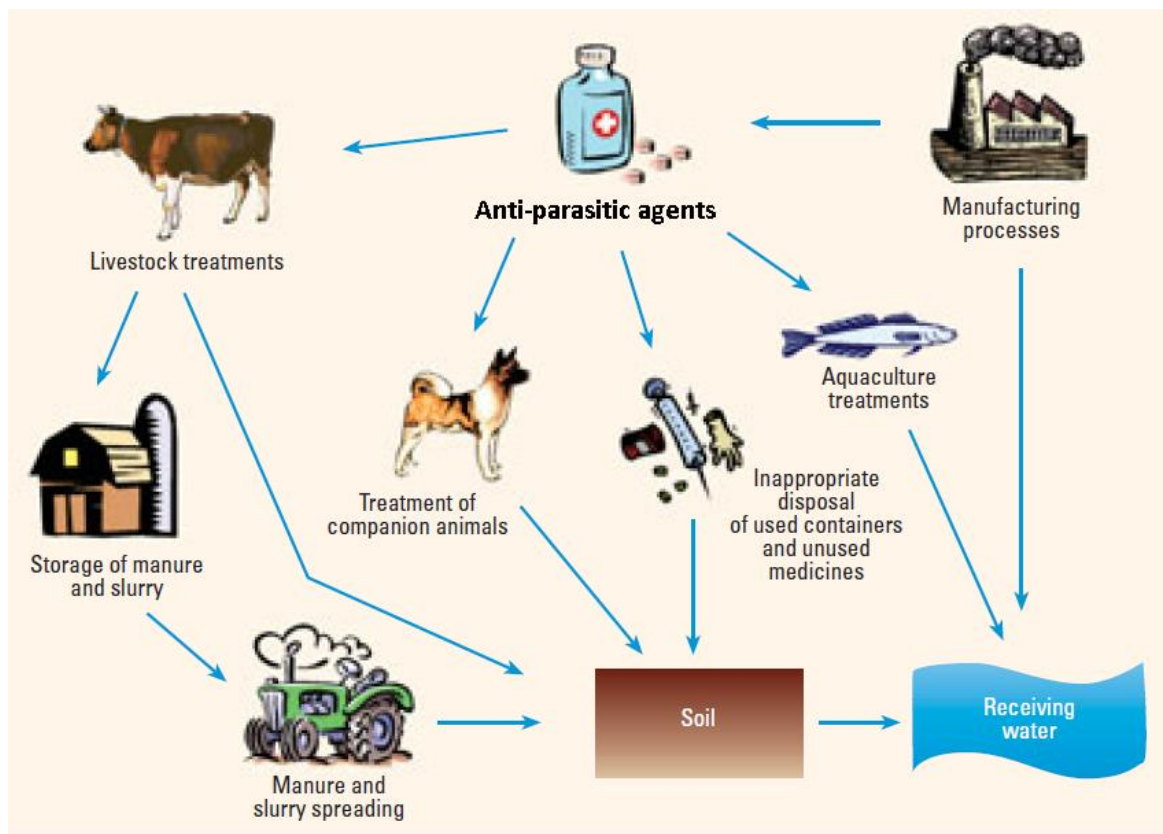 Anti-parasitic agents
Manufacturing
processes
Livestock treatments
Aquaculture
treatments
Treatment of
companion animals
Inappropriate
disposal
of used containers
and unused
medicines
Storage of manure
and slurry
Soil
Receiving
water
Manure and
slurry spreading